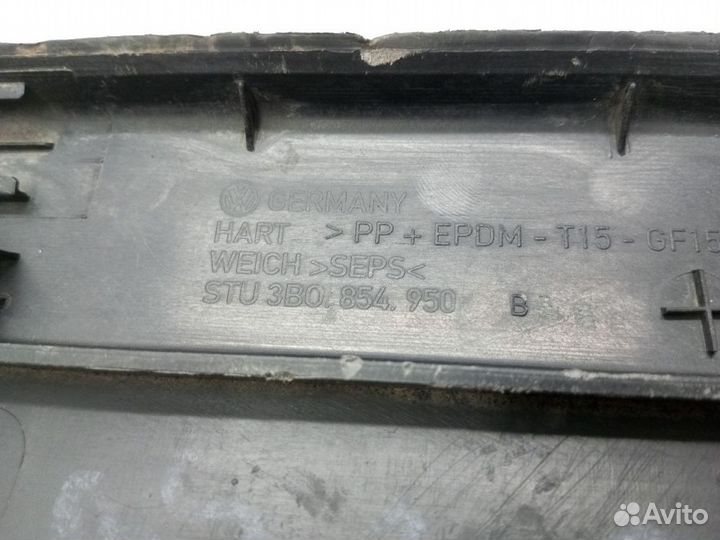 GERMANY
HART >PP + EPDM - T15 - GF15
WEICH >SEPS<
STU 3B0. 854. 950 B
Avito